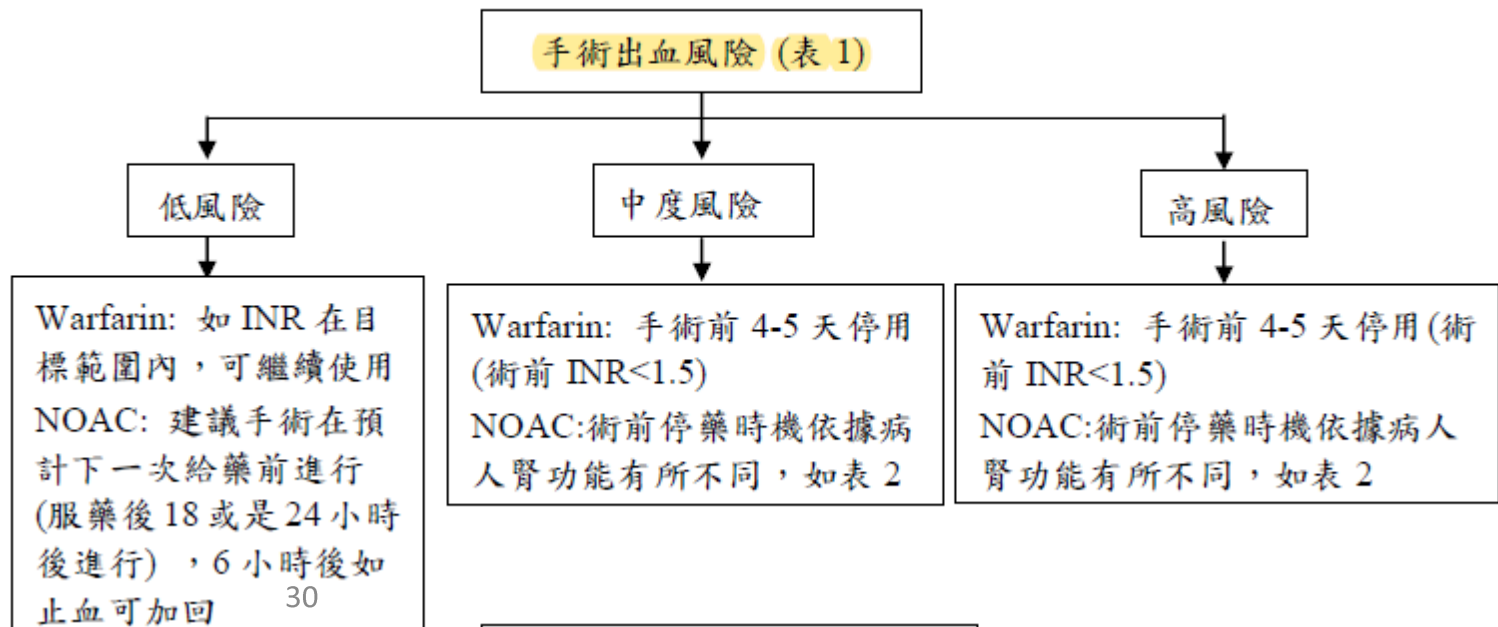 手術出血風險 (表 1)
低風險
中度風險
高風險
Warfarin: 如 INR 在目
標範圍內，可繼續使用
NOAC: 建議手術在預
計下一次給藥前進行
(服藥後 18 或是 24 小時
後進行) ，6 小時後如
止血可加回
Warfarin: 手術前 4-5 天停用
(術前 INR<1.5)
NOAC:術前停藥時機依據病
人腎功能有所不同，如表 2
Warfarin: 手術前 4-5 天停用(術
前 INR<1.5)
NOAC:術前停藥時機依據病人
腎功能有所不同，如表 2
30